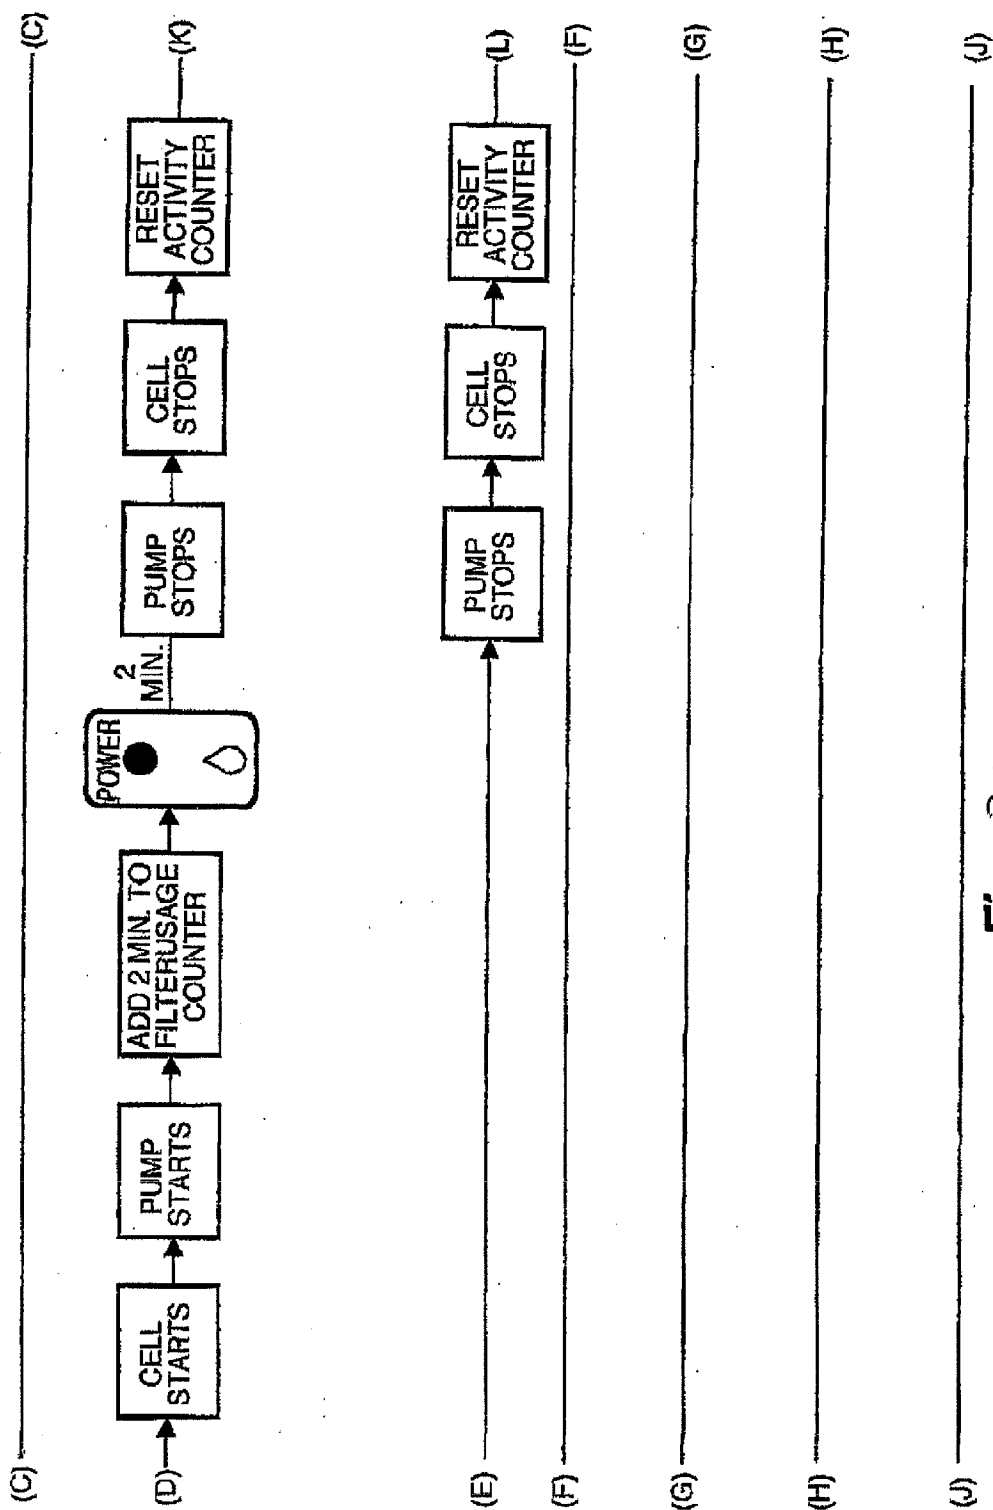 (C)
(C)
(D)
CELL
STARTS
PUMP
STARTS
ADD 2 MIN. TO
FILTERUSAGE
COUNTER
POWER
2
MIN.
PUMP
STOPS
CELL
STOPS
RESET
ACTIVITY
COUNTER
(K)
(E)
PUMP
STOPS
CELL
STOPS
RESET
ACTIVITY
COUNTER
(L)
(F)
(F)
(G)
(G)
(H)
(H)
(J)
(J)